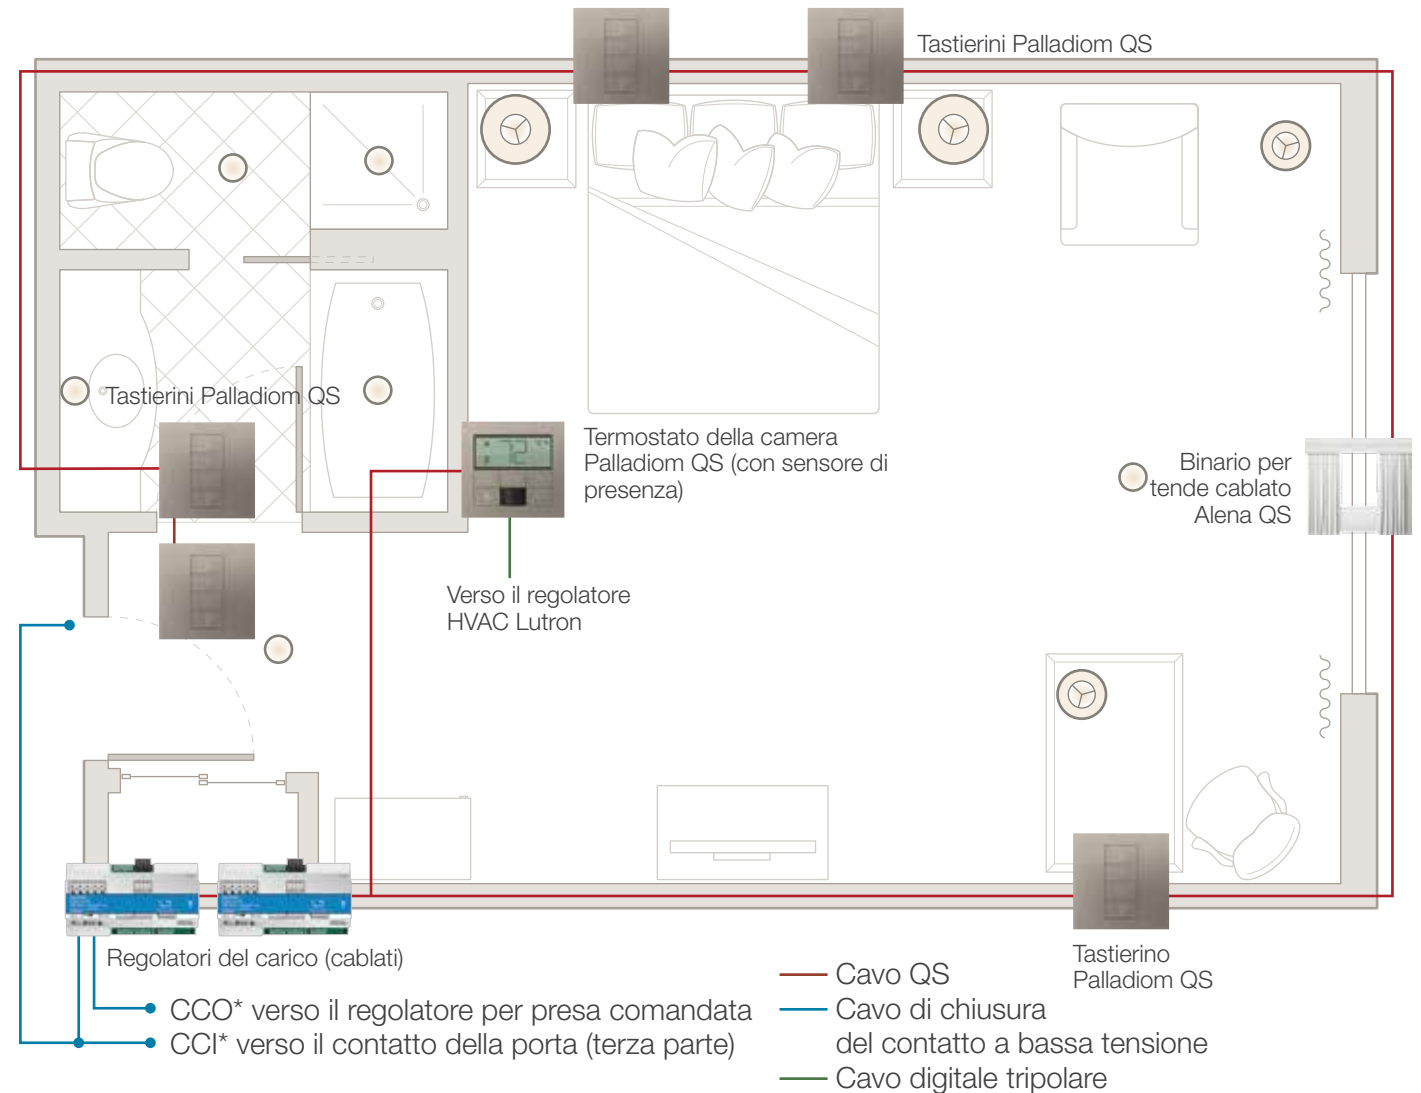 Tastierini Palladiom QS
Tastierini Palladiom QS
Termostato della camera
Palladiom QS (con sensore di
presenza)
Binario per
tende cablato
Alena QS
Verso il regolatore
HVAC Lutron
Regolatori del carico (cablati)
Tastierino
Palladiom QS
CCO* verso il regolatore per presa comandata
CCI* verso il contatto della porta (terza parte)
Cavo QS
Cavo di chiusura
del contatto a bassa tensione
Cavo digitale tripolare